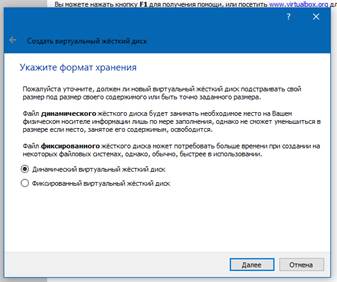 Вы можете нажать кнопку F1 для получения помощи, или посетить www.virtualbox.org дл
Создать виртуальный жёсткий диск
Укажите формат хранения
Пожалуйста уточните, должен ли новый виртуальный жёсткий диск подстраивать свой
размер под размер своего содержимого или быть точно заданного размера.
Файл динамического жёсткого диска будет занимать необходимое место на Вашем
физическом носителе информации лишь по мере заполнения, однако не сможет уменьшиться в
размере если место, занятое его содержимым, освободится.
Файл фиксированного жёсткого диска может потребовать больше времени при создании на
некоторых файловых системах, однако, обычно, быстрее в использовании.
Динамический виртуальный жёсткий диск
Фиксированный виртуальный жёсткий диск
Далее
Отмена